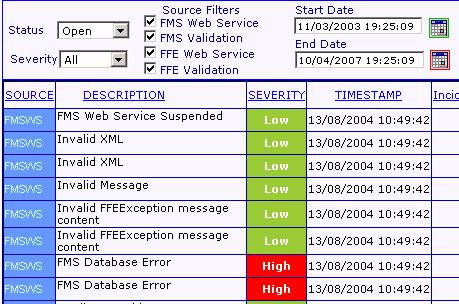 Source Filters
Start Date
Status Open
FMS Web Service
11/03/2003 19:25:09
FMS Validation
End Date
Severity All
FFE Web Service
10/04/2007 19:25:09
FFE Validation
SOURCE DESCRIPTION SEVERITY TIMESTAMP Incid
FMSWS FMS Web Service Suspended Low 13/08/2004 10:49:42
FMSWS Invalid XML Low 13/08/2004 10:49:42
FMSWS Invalid XML Low 13/08/2004 10:49:42
FMSWS Invalid Message Low 13/08/2004 10:49:42
FMSWS Invalid FFEException message content Low 13/08/2004 10:49:42
FMSWS Invalid FFEException message content Low 13/08/2004 10:49:42
FMSWS FMS Database Error High 13/08/2004 10:49:42
FMSWS FMS Database Error High 13/08/2004 10:49:42